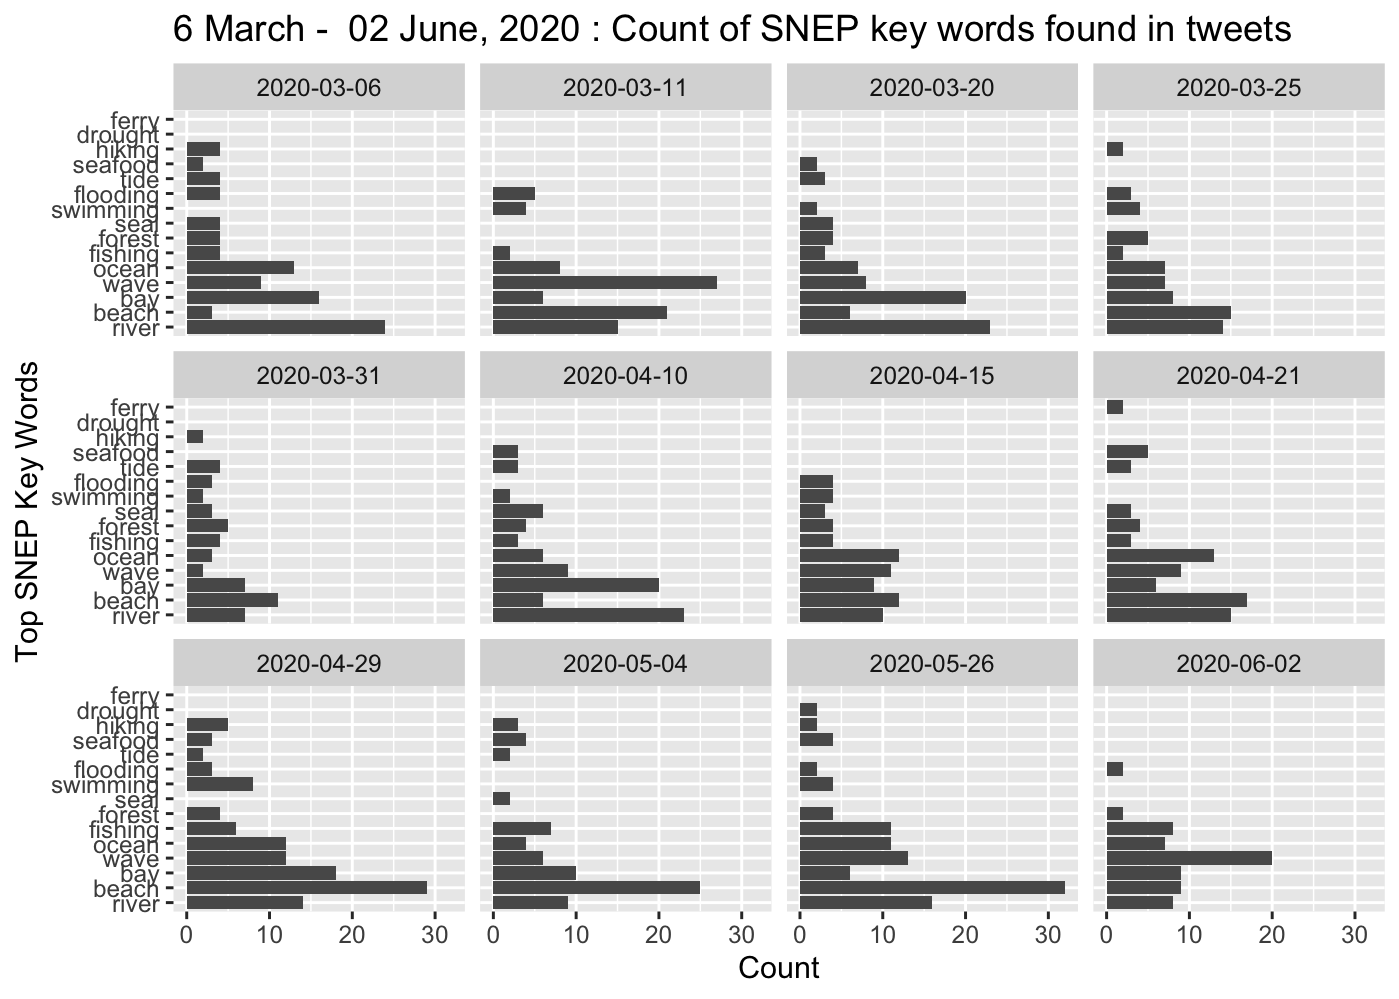 6 March -  02 June, 2020 : Count of SNEP key words found in tweets
2020-03-06 2020-03-11 2020-03-20 2020-03-25
ferry
drought
hiking
seafood
tide
flooding
swimming
seal
forest
fishing
ocean
wave
bay
beach
river
2020-03-31 2020-04-10 2020-04-15 2020-04-21
ferry
drought
hiking
seafood
tide
flooding
swimming
seal
forest
fishing
ocean
wave
bay
beach
river
2020-04-29 2020-05-04 2020-05-26 2020-06-02
ferry
drought
hiking
seafood
tide
flooding
swimming
seal
forest
fishing
ocean
wave
bay
beach
river
0 10 20 30 0 10 20 30 0 10 20 30 0 10 20 30
Count
Top SNEP Key Words